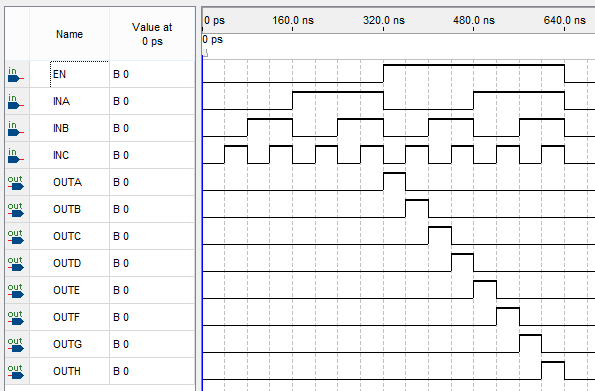 Name
Value at
0 ps
0 ps
160.0 ns
320.0 ns
480.0 ns
640.0 ns
0 ps
in
EN
B 0
in
INA
B 0
in
INB
B 0
in
INC
B 0
out
OUTA
B 0
out
OUTB
B 0
out
OUTC
B 0
out
OUTD
B 0
out
OUTE
B 0
out
OUTF
B 0
out
OUTG
B 0
out
OUTH
B 0